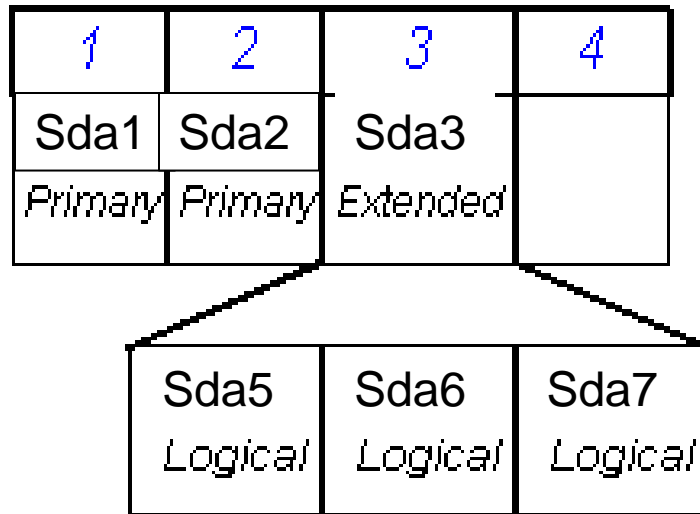 1 2 3 4
Sda1 Sda2 Sda3
Primary Primary Extended
Sda5 Sda6 Sda7
Logical Logical Logical